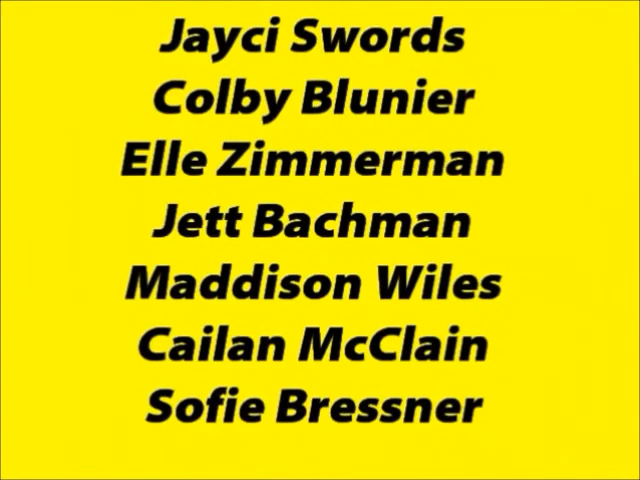 Jayci Swords
Colby Blunier
Elle Zimmerman
Jett Bachman
Maddison Wiles
Cailan McClain
Sofie Bressner